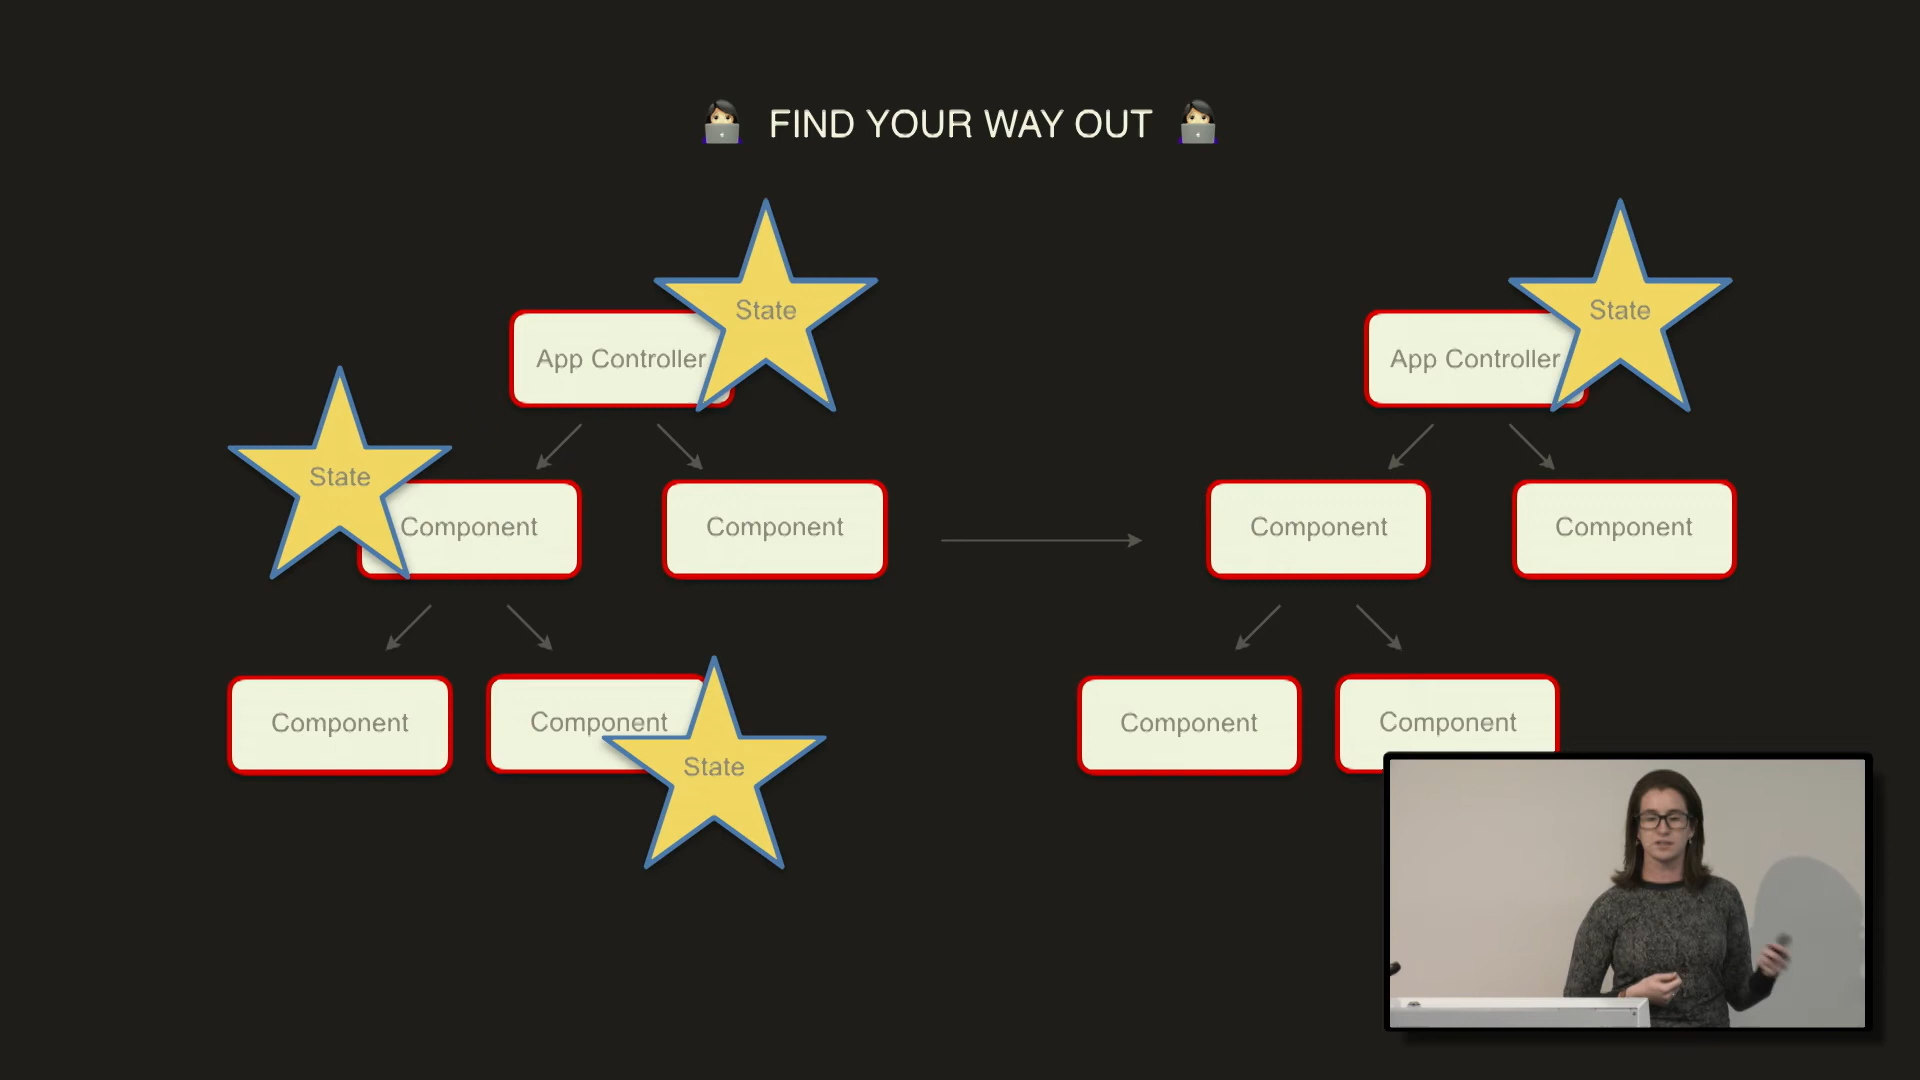 FIND YOUR WAY OUT
State
App Controller
State
Component
Component
Component
Component
State
State
App Controller
Component
Component
Component
Component